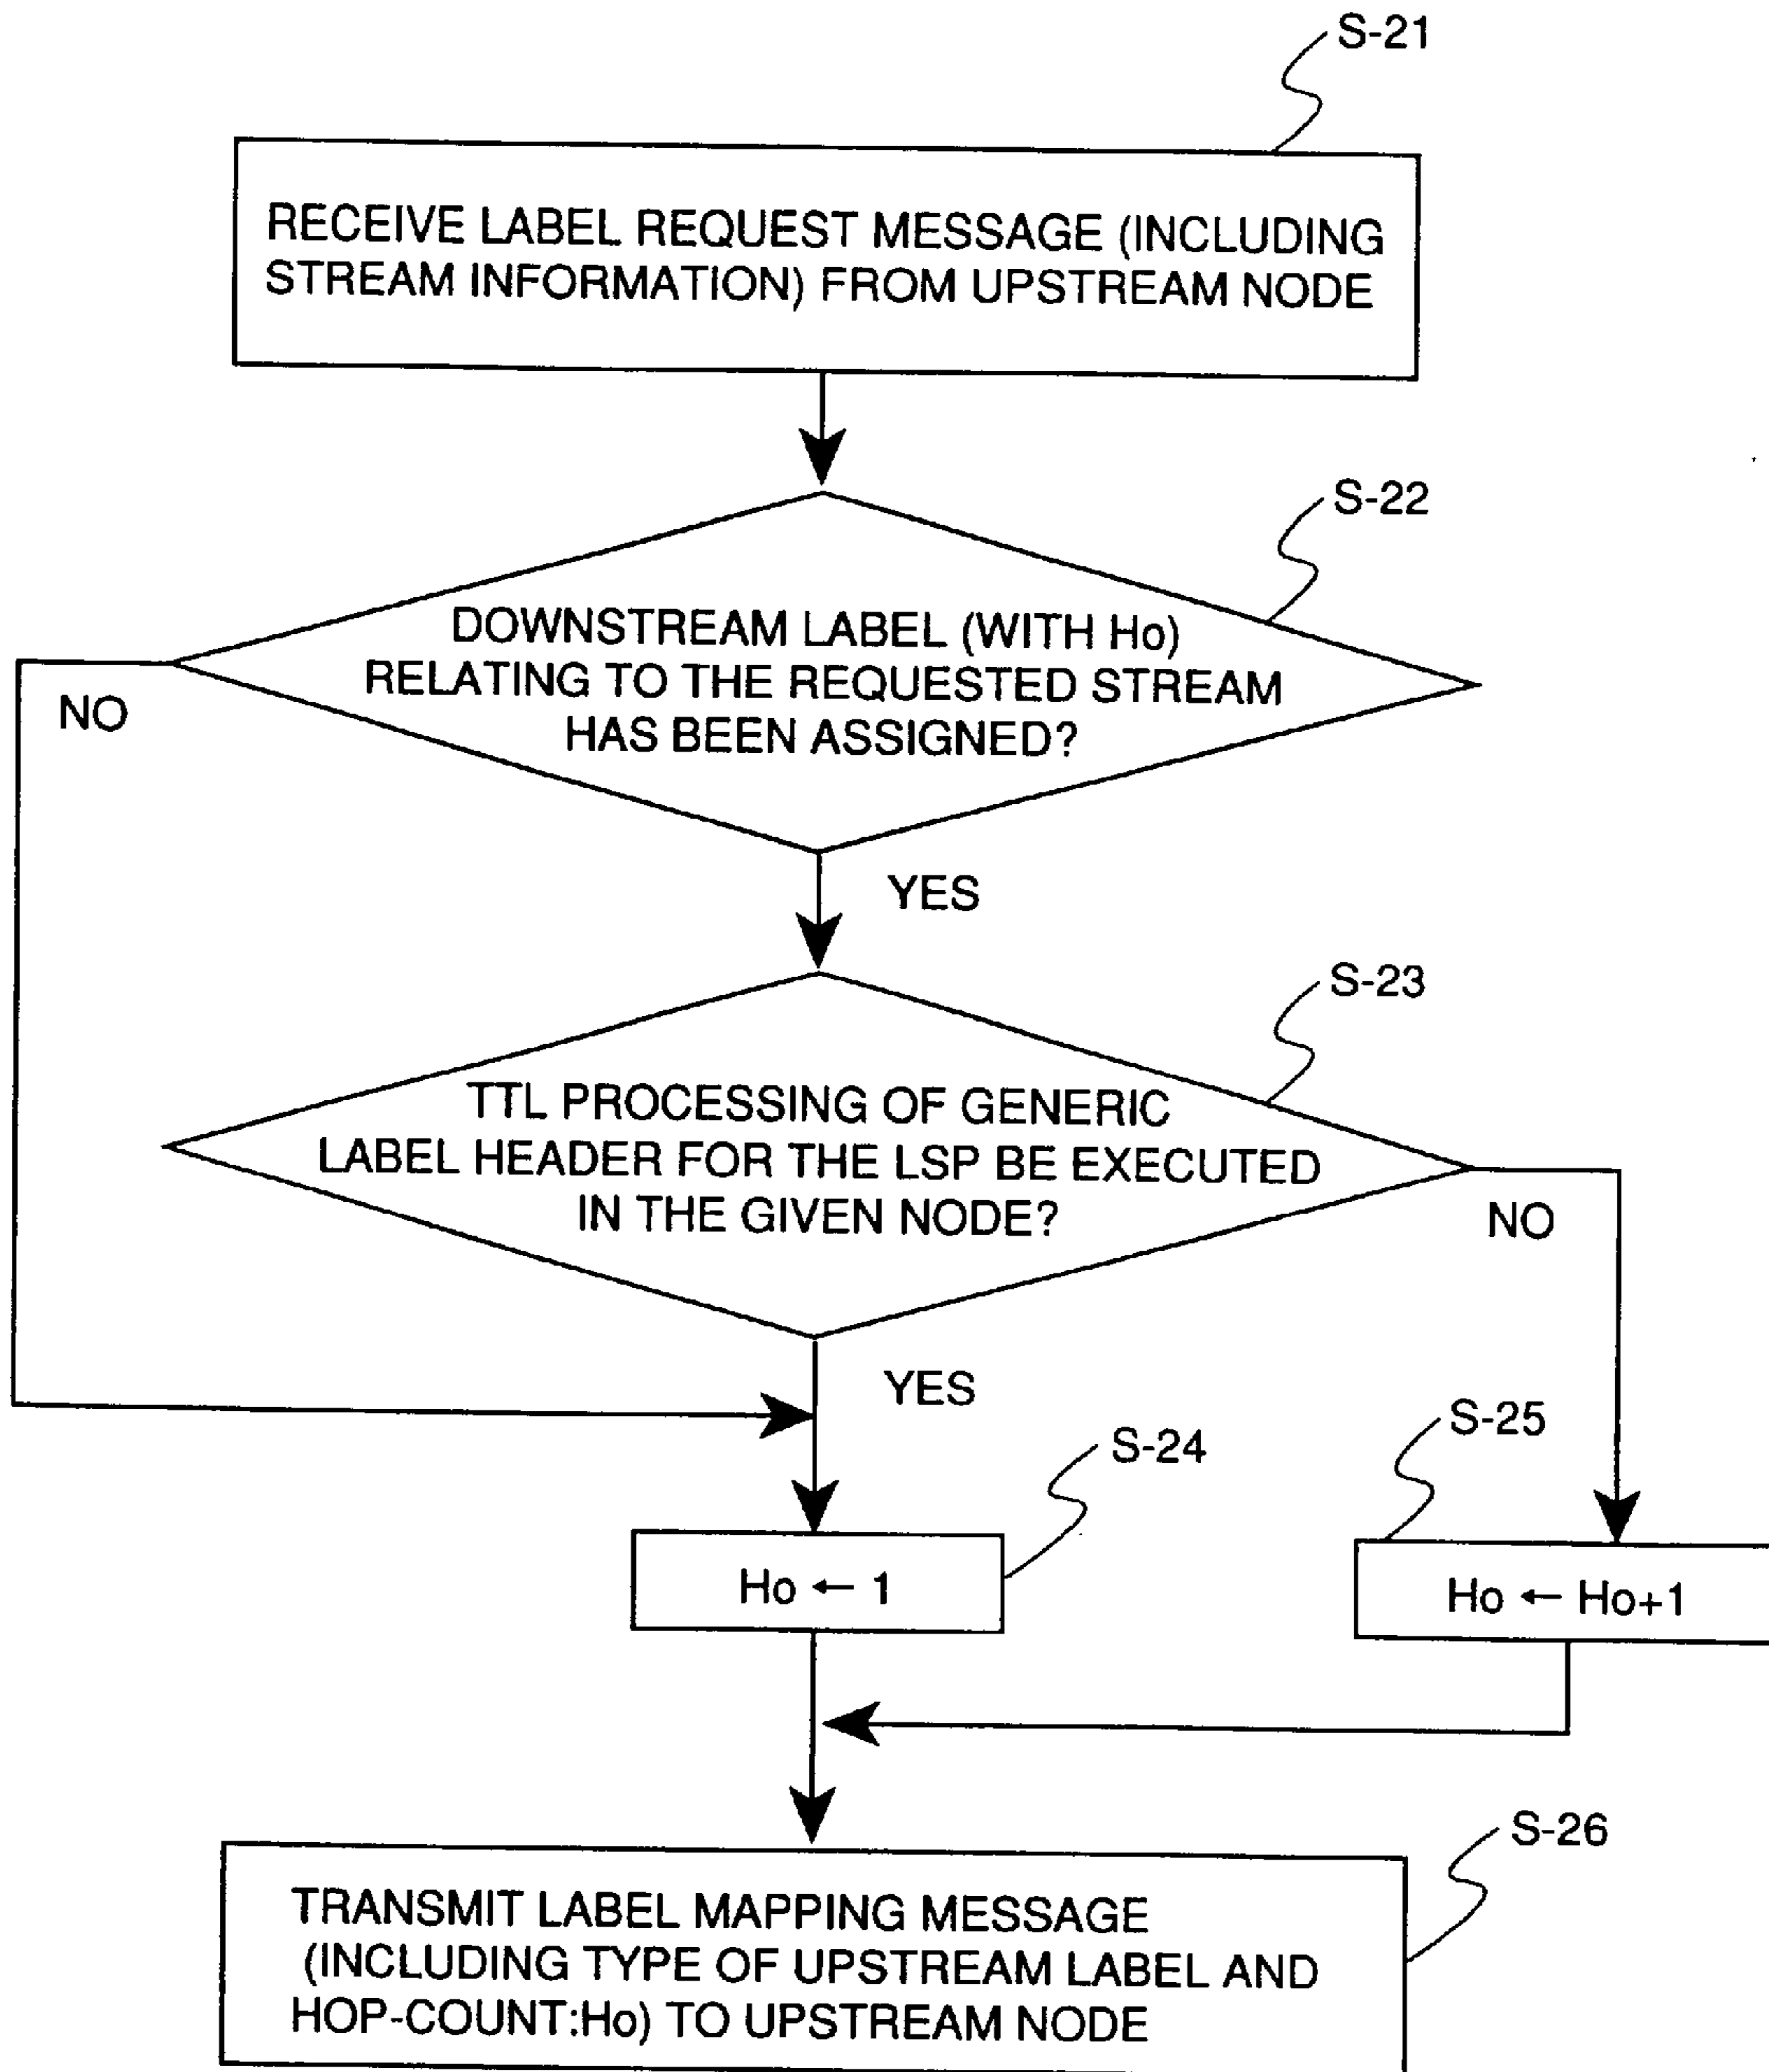 S-21
RECEIVE LABEL REQUEST MESSAGE (INCLUDING
STREAM INFORMATION) FROM UPSTREAM NODE
S-22
DOWNSTREAM LABEL (WITH Ho)
RELATING TO THE REQUESTED STREAM
HAS BEEN ASSIGNED?
NO
YES
S-23
TTL PROCESSING OF GENERIC
LABEL HEADER FOR THE LSP BE EXECUTED
IN THE GIVEN NODE?
NO
YES
S-24
S-25
Ho ← 1
Ho ← Ho+1
S-26
TRANSMIT LABEL MAPPING MESSAGE
(INCLUDING TYPE OF UPSTREAM LABEL AND
HOP-COUNT:Ho) TO UPSTREAM NODE